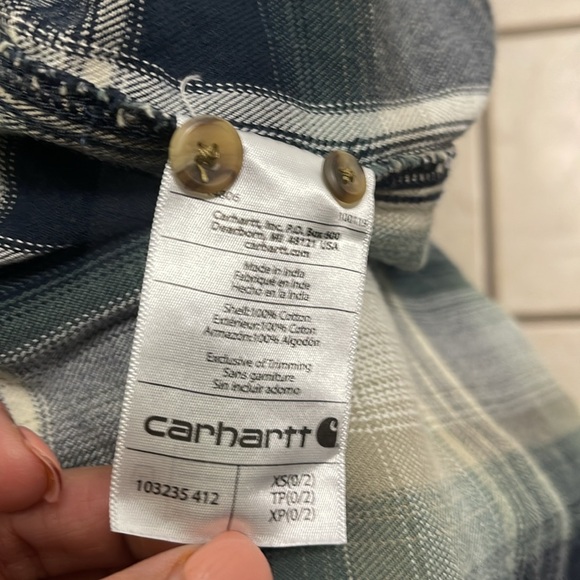 Carhartt, Inc. P.O. Box 600
Dearborn, MI 48121 USA
carhartt.com
Made in India
Fabriqué en Inde
Hecho en la India
Shell:100% Cotton
Extérieur:100% Coton
Armazón:100% Algodón
Exclusive of Trimming
Sans garniture
Sin incluir adorno
carhartt
103235 412
XS(0/2)
TP(0/2)
XP(0/2)